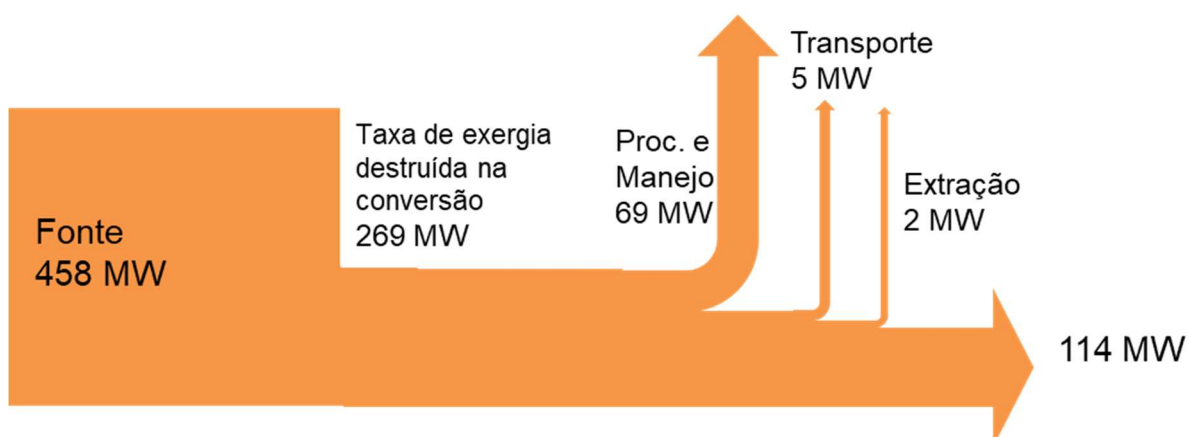 Fonte
458 MW
Taxa de exergia
destruída na
conversão
269 MW
Proc. e
Manejo
69 MW
Transporte
5 MW
Extração
2 MW
114 MW